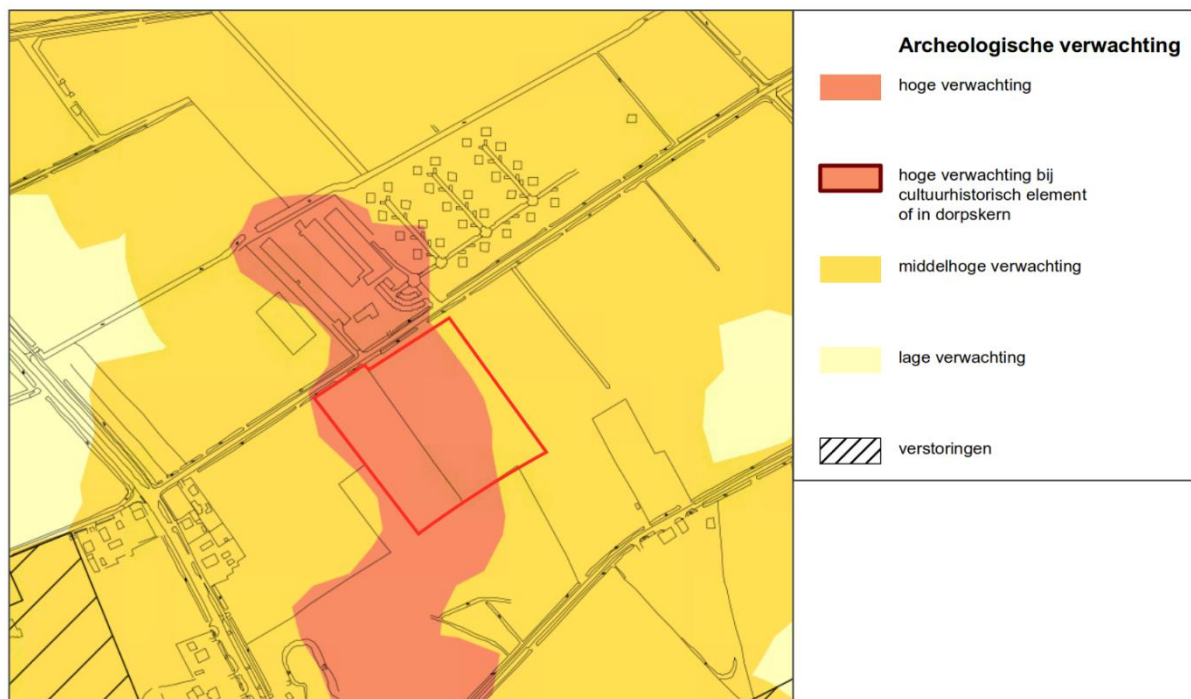 Archeologische verwachting
hoge verwachting
hoge verwachting bij
cultuurhistorisch element
of in dorpskern
middelhoge verwachting
lage verwachting
verstoringen